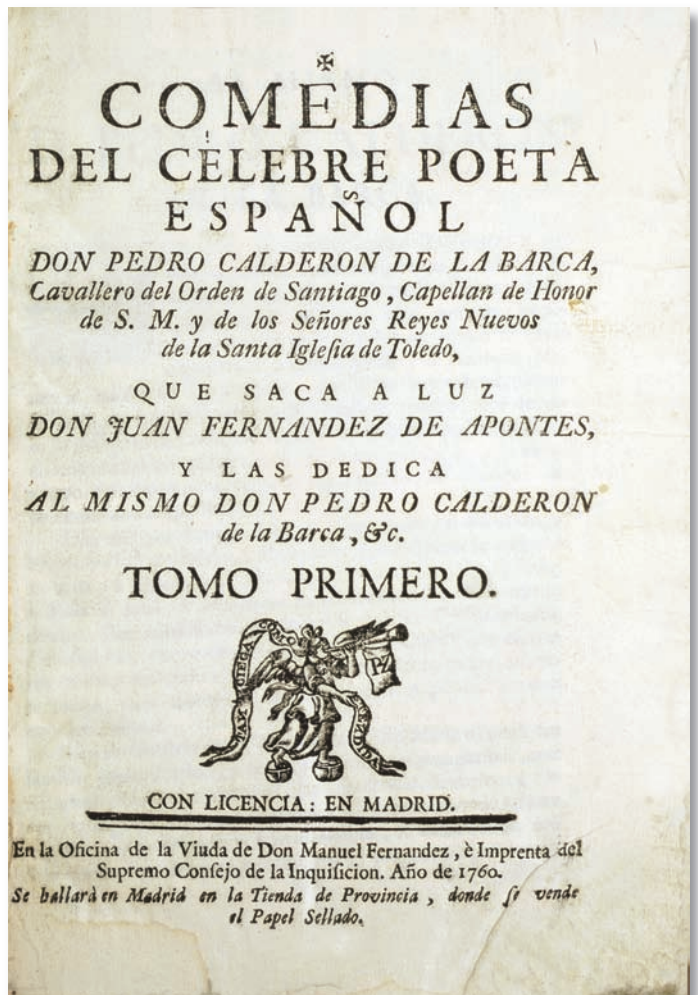 COMEDIAS
DEL CELEBRE POETA
ESPAÑOL
DON PEDRO CALDERON DE LA BARCA,
Cavallero del Orden de Santiago, Capellan de Honor
de S. M. y de los Señores Reyes Nuevos
de la Santa Igleſia de Toledo,
QUE SACA A LUZ
DON JUAN FERNANDEZ DE APONTES,
Y LAS DEDICA
AL MISMO DON PEDRO CALDERON
de la Barca, &c.
TOMO PRIMERO.
PZ
CON LICENCIA: EN MADRID.
En la Oficina de la Viuda de Don Manuel Fernandez, è Imprenta del
Supremo Conſejo de la Inquiſicion. Año de 1760.
Se hallarà en Madrid en la Tienda de Provincia, donde ſe vende
el Papel Sellado.